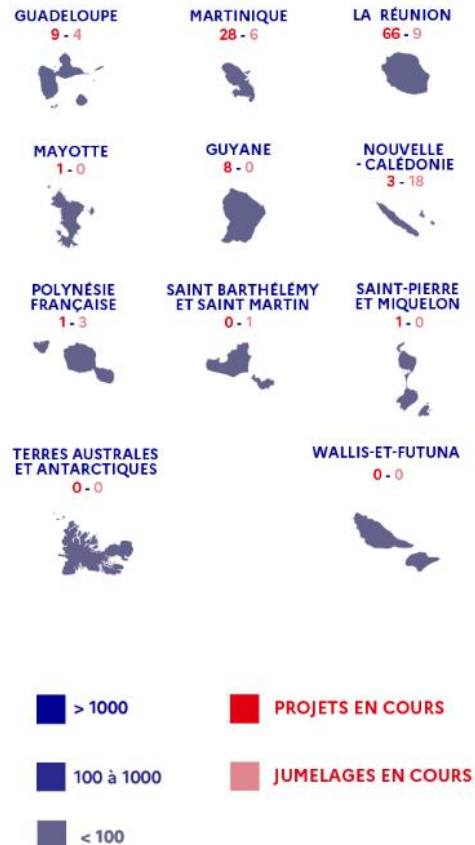 GUADELOUPE
9 - 4
MARTINIQUE
28 - 6
LA RÉUNION
66 - 9
MAYOTTE
1 - 0
GUYANE
8 - 0
NOUVELLE
- CALÉDONIE
3 - 18
POLYNÉSIE
FRANÇAISE
1 - 3
SAINT BARTHÉLÉMY
ET SAINT MARTIN
0 - 1
SAINT-PIERRE
ET MIQUELON
1 - 0
TERRES AUSTRALES
ET ANTARCTIQUES
0 - 0
WALLIS-ET-FUTUNA
0 - 0
> 1000
100 à 1000
< 100
PROJETS EN COURS
JUMELAGES EN COURS